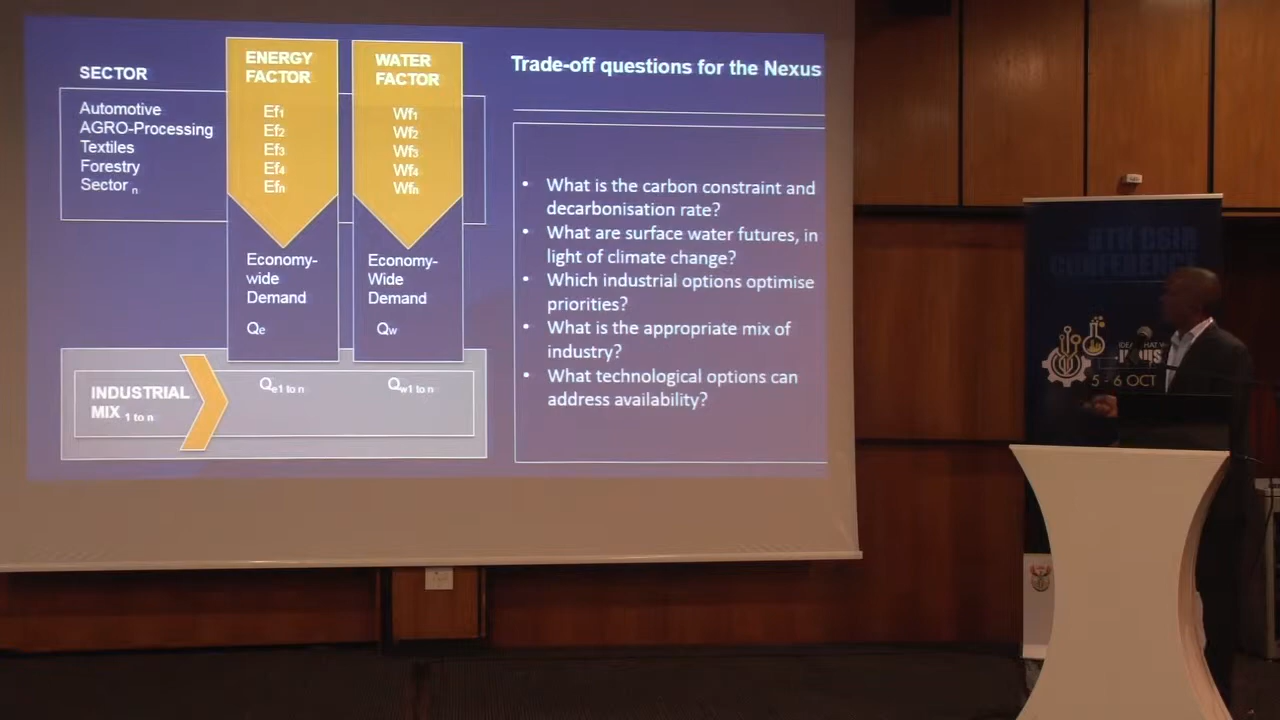 SECTOR
Automotive
AGRO-Processing
Textiles
Forestry
Sector n
ENERGY
FACTOR
Ef1
Ef2
Ef3
Ef4
Efn
Economy-
wide
Demand
Qe
WATER
FACTOR
Wf1
Wf2
Wf3
Wf4
Wfn
Economy-
Wide
Demand
Qw
INDUSTRIAL
MIX 1 to n
Qe1 to n
Qw1 to n
Trade-off questions for the Nexus
• What is the carbon constraint and
decarbonisation rate?
• What are surface water futures, in
light of climate change?
• Which industrial options optimise
priorities?
• What is the appropriate mix of
industry?
• What technological options can
address availability?
8TH CSIR
CONFERENCE
5 - 6 OCT